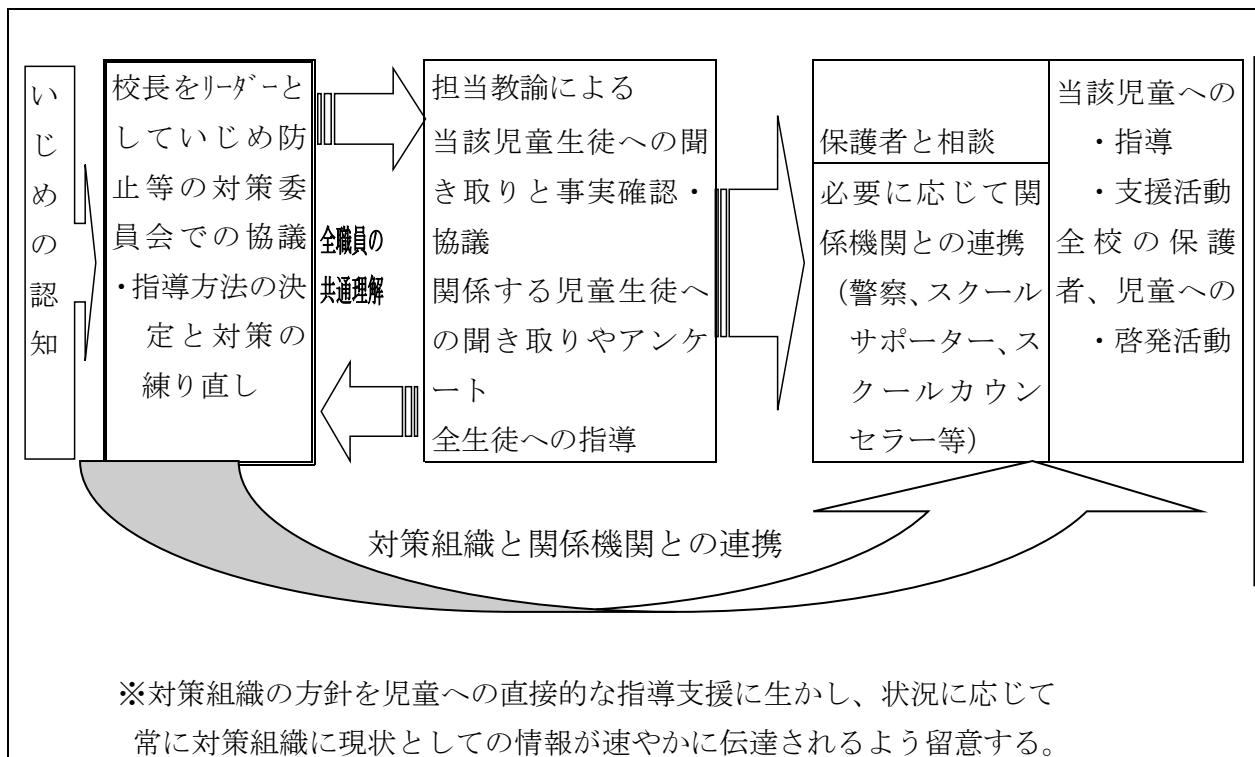 いじめの認知
校長をﾘｰﾀﾞｰと
していじめ防
止等の対策委
員会での協議
・指導方法の決
定と対策の
練り直し
全職員の
共通理解
担当教諭による
当該児童生徒への聞
き取りと事実確認・
協議
関係する児童生徒へ
の聞き取りやアンケ
ート
全生徒への指導
保護者と相談
必要に応じて関
係機関との連携
（警察、スクール
サポーター、ス
クールカウン
セラー等）
当該児童への
・指導
・支援活動
全校の保護
者、児童への
・啓発活動
対策組織と関係機関との連携
※対策組織の方針を児童への直接的な指導支援に生かし、状況に応じて
常に対策組織に現状としての情報が速やかに伝達されるよう留意する。